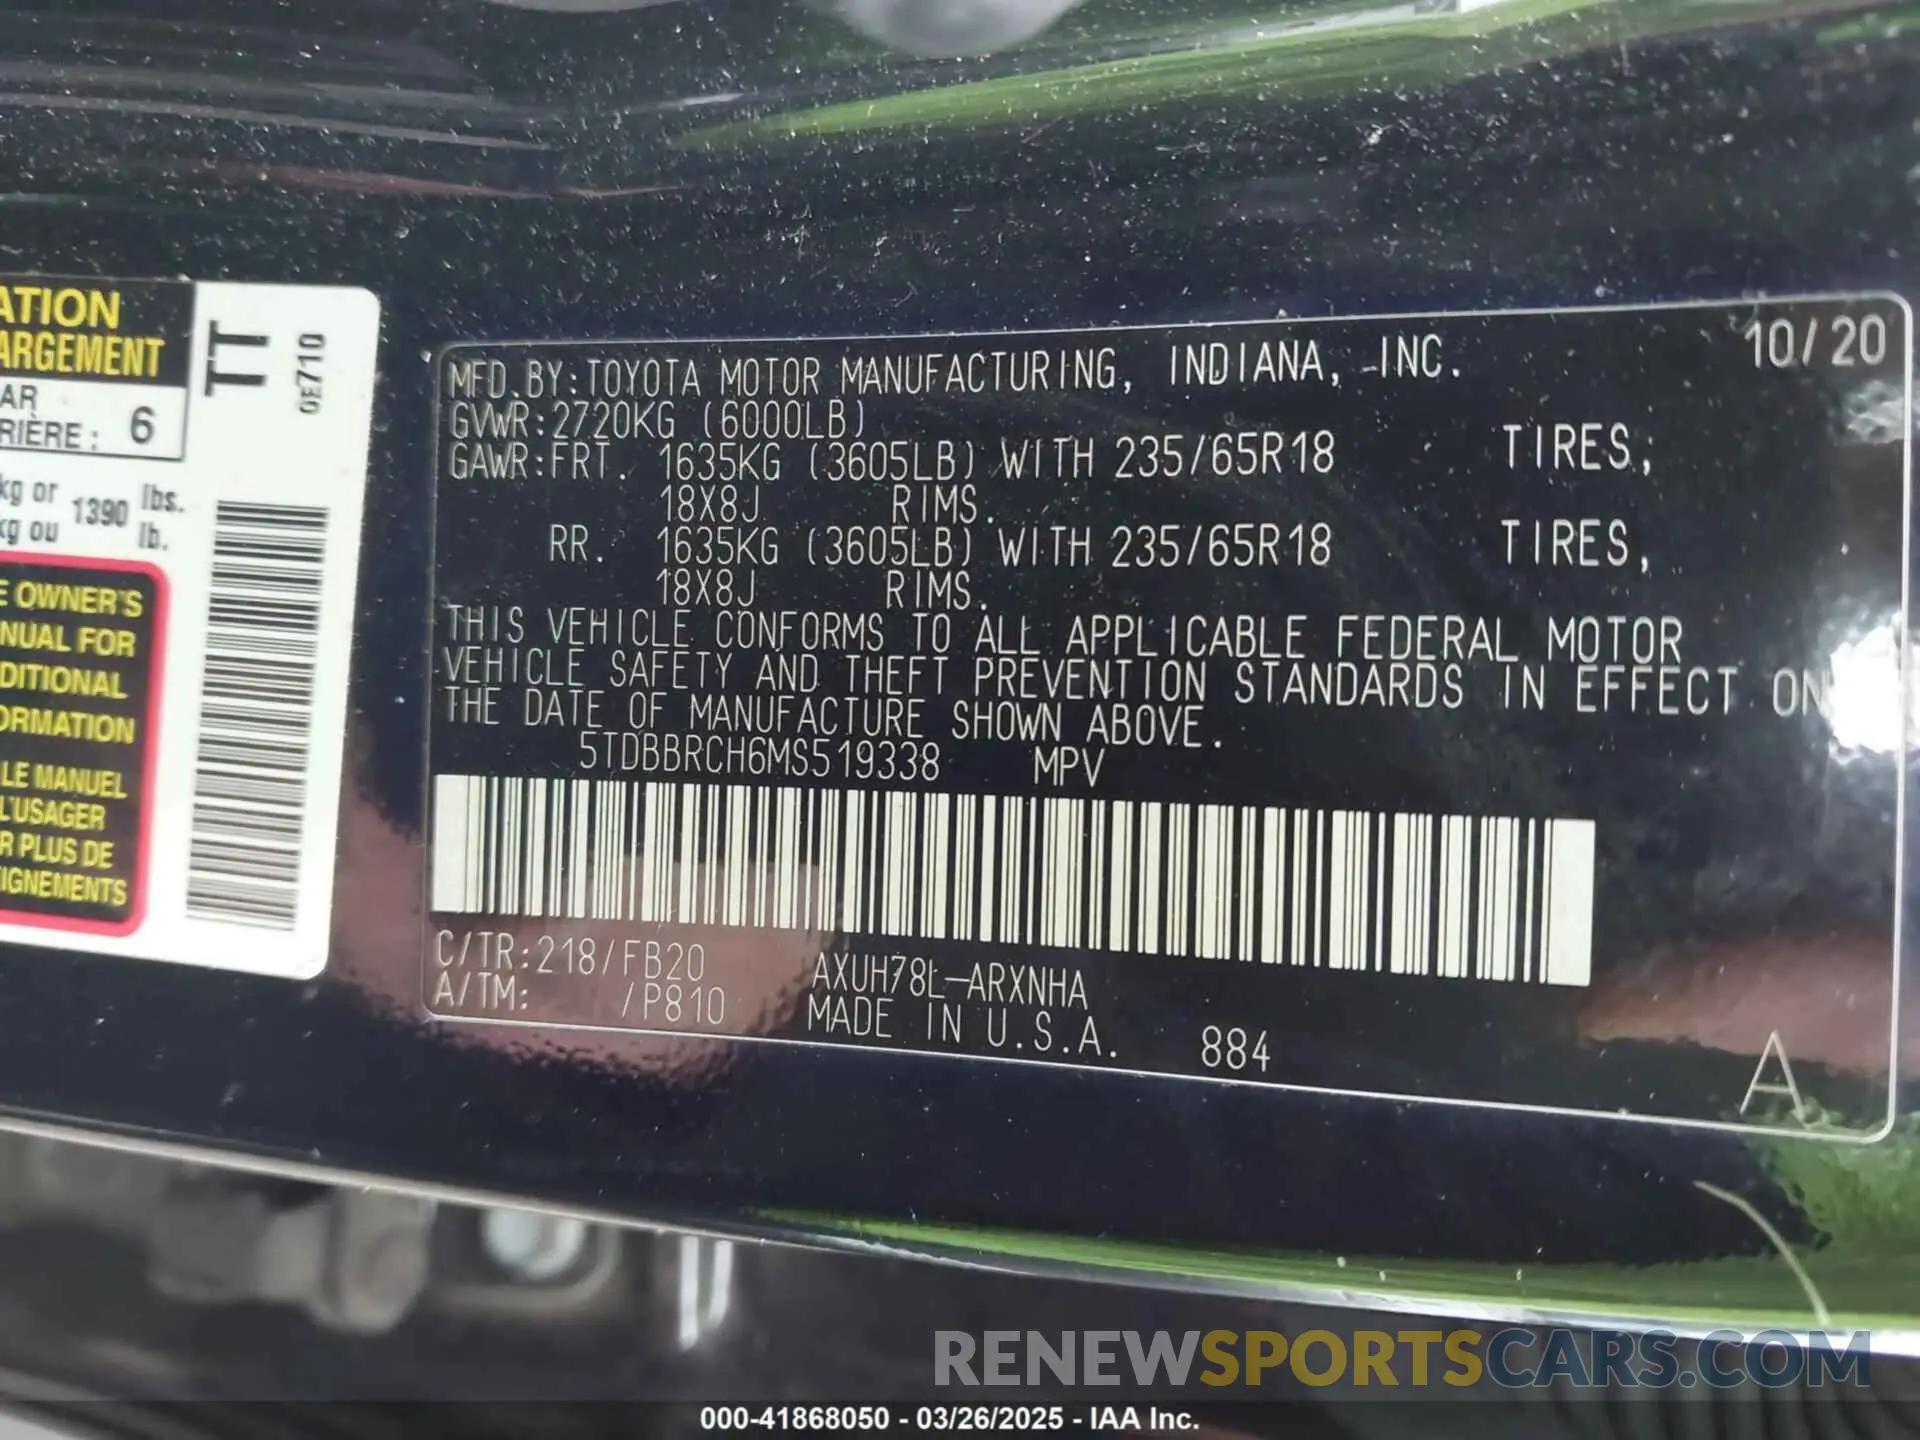 ATION
ARGEMENT
AR
RIÈRE : 6
kg or 1390 lbs.
kg ou lb.
E OWNER'S
NUAL FOR
DITIONAL
ORMATION
LE MANUEL
L'USAGER
R PLUS DE
IGNEMENTS
TT
0E710
10/20
MFD.BY:TOYOTA MOTOR MANUFACTURING, INDIANA, INC.
GVWR:2720KG (6000LB)
GAWR:FRT. 1635KG (3605LB) WITH 235/65R18 TIRES,
18X8J RIMS.
RR. 1635KG (3605LB) WITH 235/65R18 TIRES,
18X8J RIMS.
THIS VEHICLE CONFORMS TO ALL APPLICABLE FEDERAL MOTOR
VEHICLE SAFETY AND THEFT PREVENTION STANDARDS IN EFFECT ON
THE DATE OF MANUFACTURE SHOWN ABOVE.
5TDBBRCH6MS519338 MPV
C/TR:218/FB20 AXUH78L-ARXNHA
A/TM: /P810 MADE IN U.S.A. 884
A
RENEWSPORTSCARS.COM
000-41868050 - 03/26/2025 - IAA Inc.